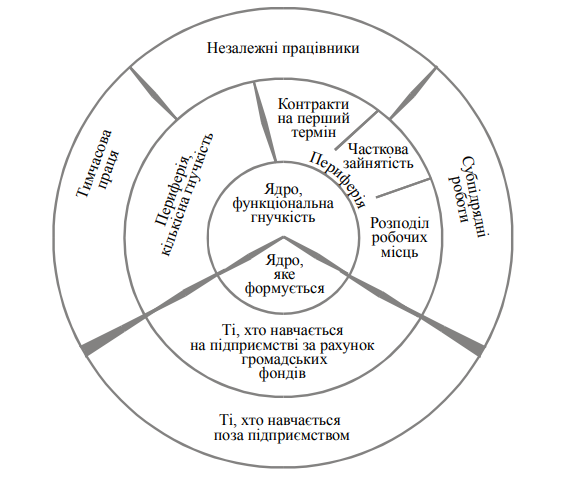 Незалежні працівники
Тимчасова
праця
Периферія,
кількісна гнучкість
Контракти
на перший
термін
Периферія
Часткова
зайнятість
Субпідрядні
роботи
Ядро,
функціональна
гнучкість
Розподіл
робочих
місць
Ядро,
яке
формується
Ті, хто навчається
на підприємстві за рахунок
громадських
фондів
Ті, хто навчається
поза підприємством